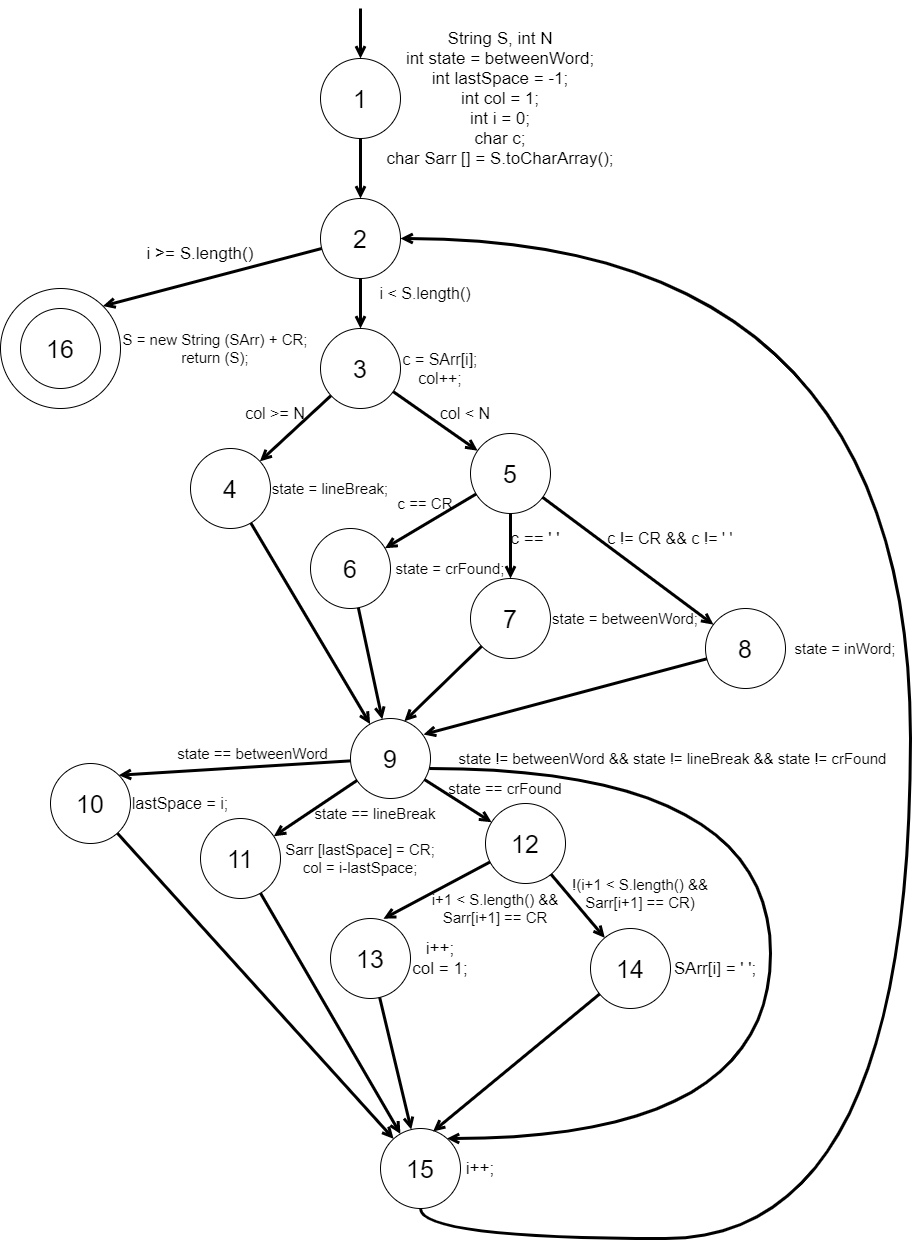 String S, int N
int state = betweenWord;
int lastSpace = -1;
int col = 1;
int i = 0;
char c;
char Sarr [] = S.toCharArray();
1
2
i >= S.length()
i < S.length()
16
S = new String (SArr) + CR;
return (S);
3
c = SArr[i];
col++;
col >= N
col < N
4
state = lineBreak;
5
c == CR
c == ' '
c != CR && c != ' '
6
state = crFound;
7
state = betweenWord;
8
state = inWord;
9
state == betweenWord
state != betweenWord && state != lineBreak && state != crFound
state == crFound
state == lineBreak
10
lastSpace = i;
11
Sarr [lastSpace] = CR;
col = i-lastSpace;
12
i+1 < S.length() &&
Sarr[i+1] == CR
!(i+1 < S.length() &&
Sarr[i+1] == CR)
13
i++;
col = 1;
14
SArr[i] = ' ';
15
i++;